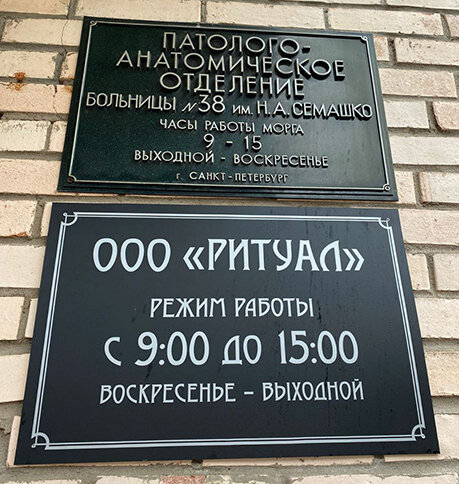 ПАТОЛОГО-
АНАТОМИЧЕСКОЕ
ОТДЕЛЕНИЕ
БОЛЬНИЦЫ №38 ИМ. Н.А. СЕМАШКО
ЧАСЫ РАБОТЫ МОРГА
9 - 15
ВЫХОДНОЙ - ВОСКРЕСЕНЬЕ
г. САНКТ-ПЕТЕРБУРГ
ООО «РИТУАЛ»
РЕЖИМ РАБОТЫ
С 9:00 ДО 15:00
ВОСКРЕСЕНЬЕ – ВЫХОДНОЙ